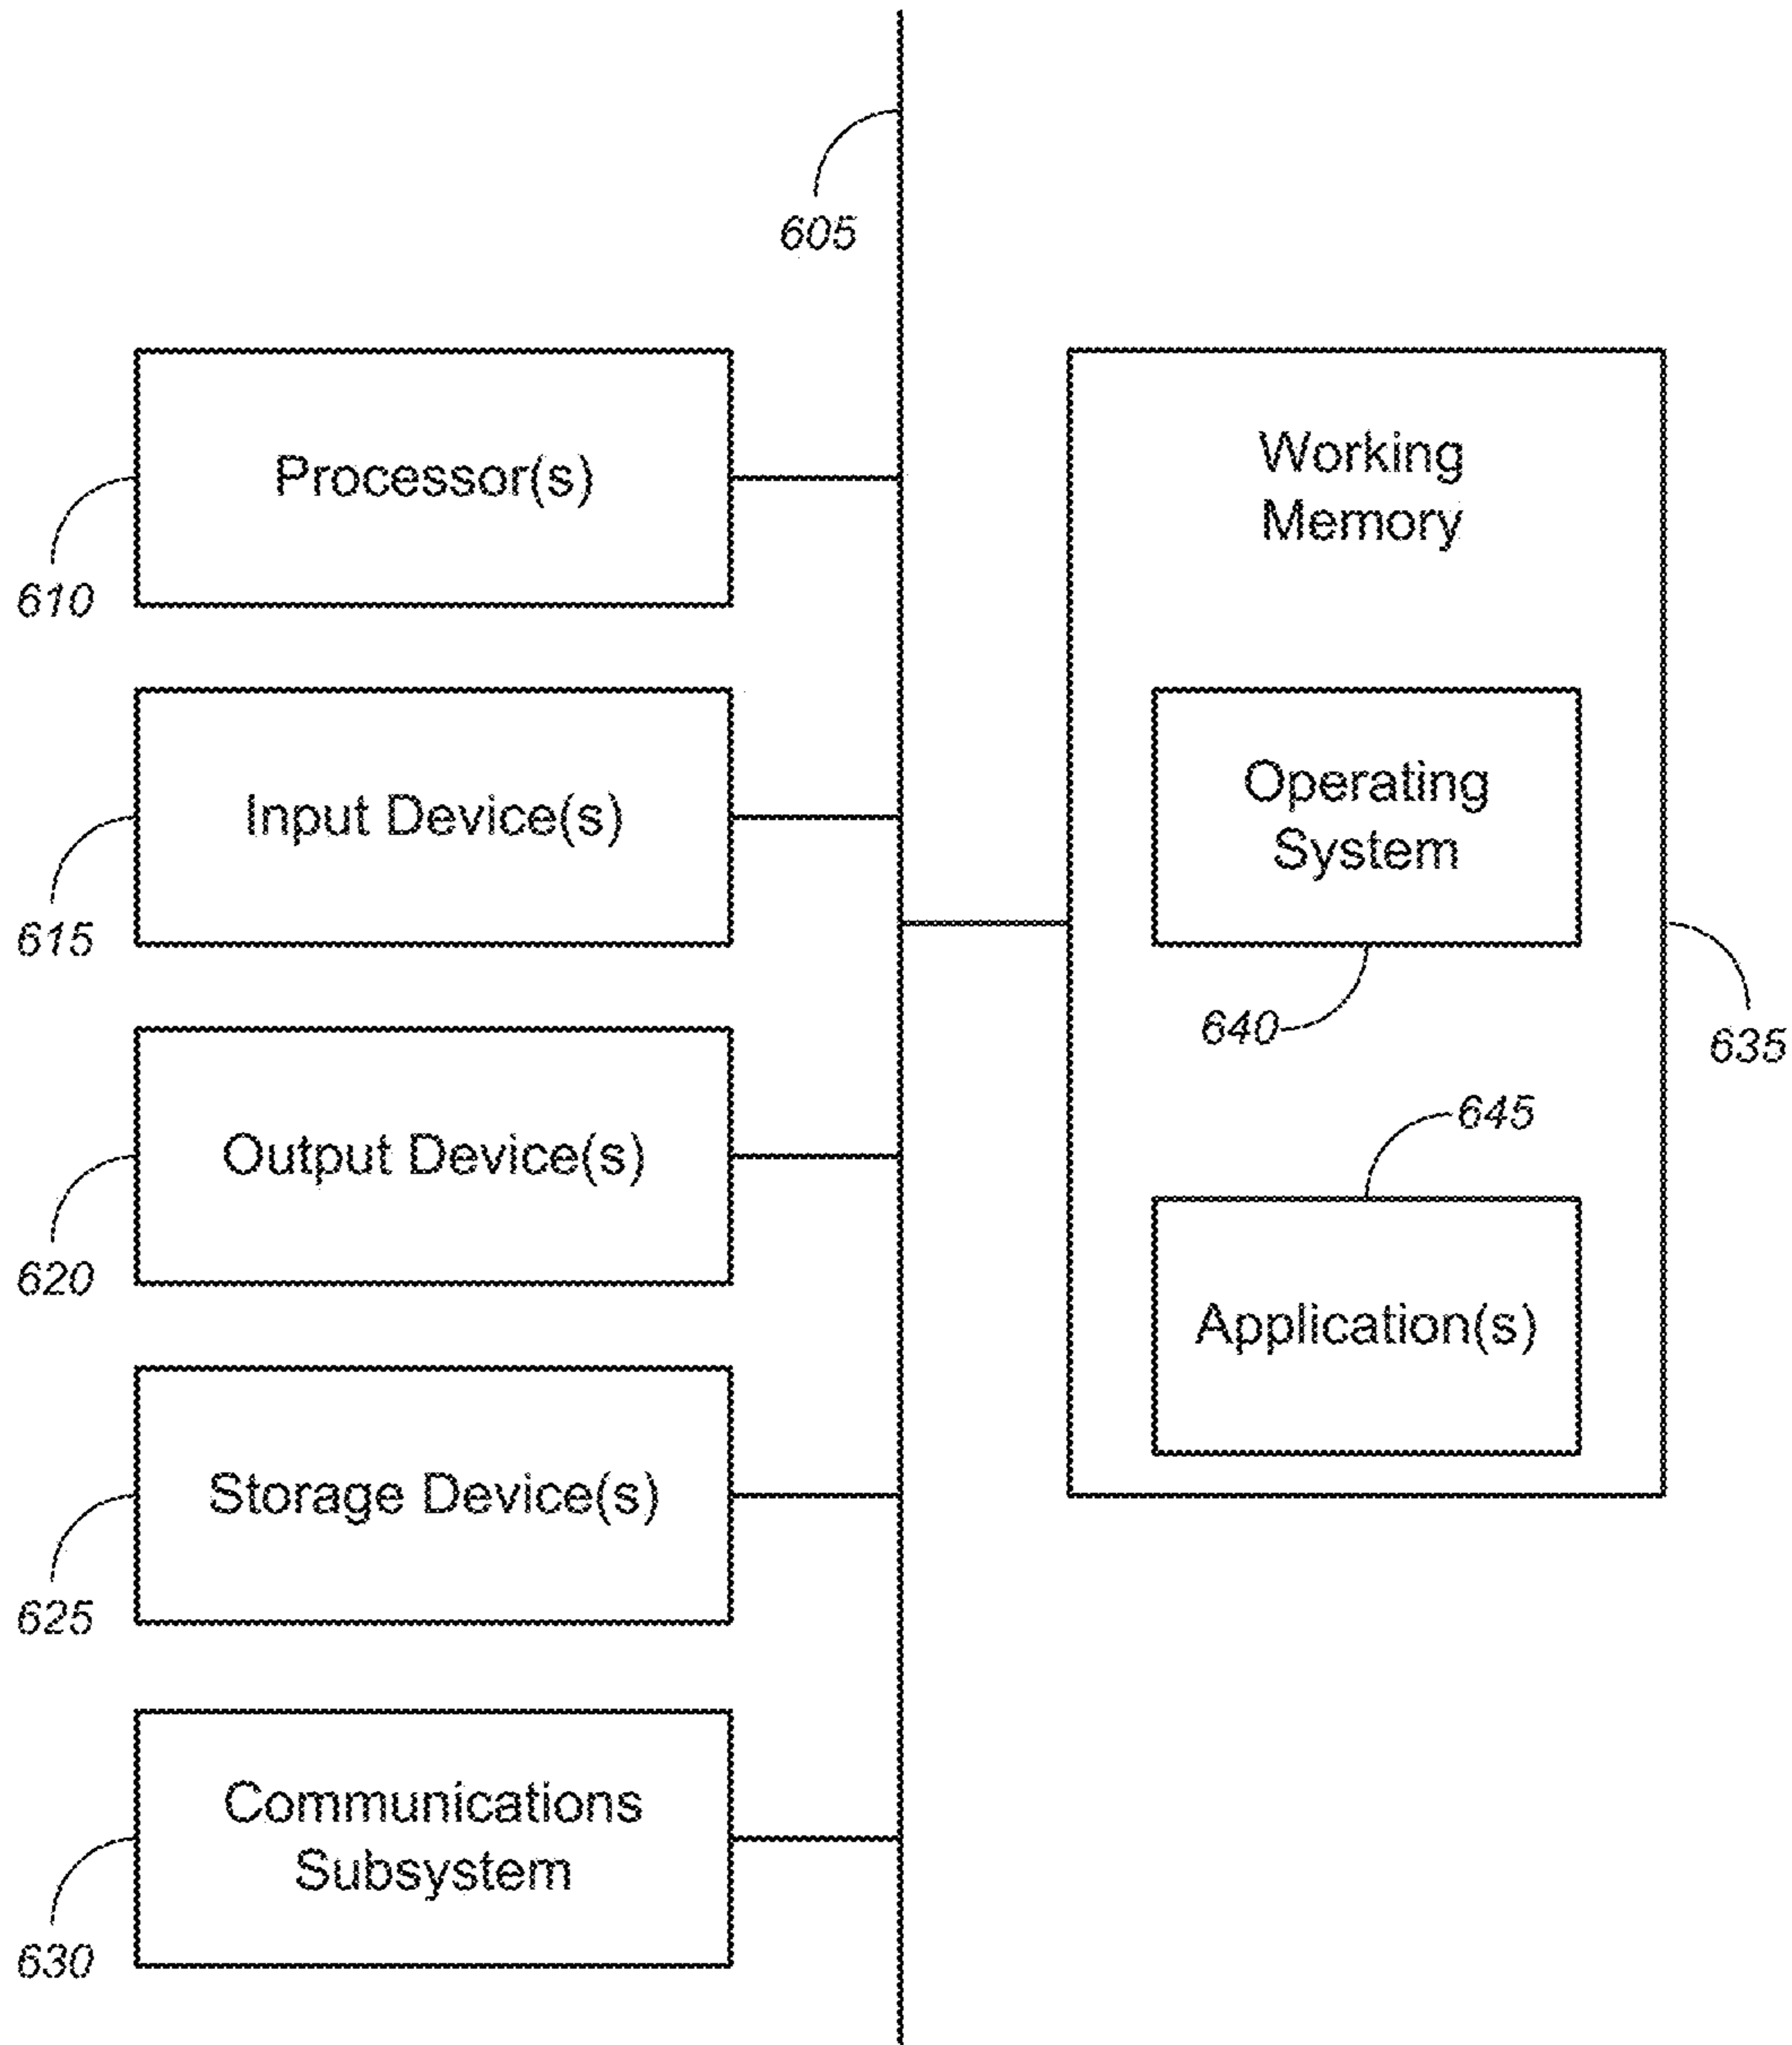 605
Processor(s)
610
Input Device(s)
615
Output Device(s)
620
Storage Device(s)
625
Communications
Subsystem
630
Working
Memory
Operating
System
640
635
645
Application(s)